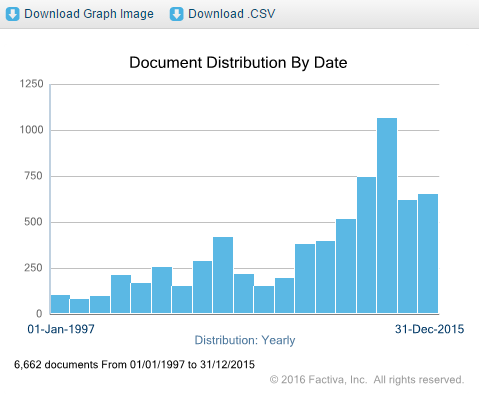 Download Graph Image Download .CSV
Document Distribution By Date
1250
1000
750
500
250
0
01-Jan-1997 31-Dec-2015
Distribution: Yearly
6,662 documents From 01/01/1997 to 31/12/2015
© 2016 Factiva, Inc. All rights reserved.